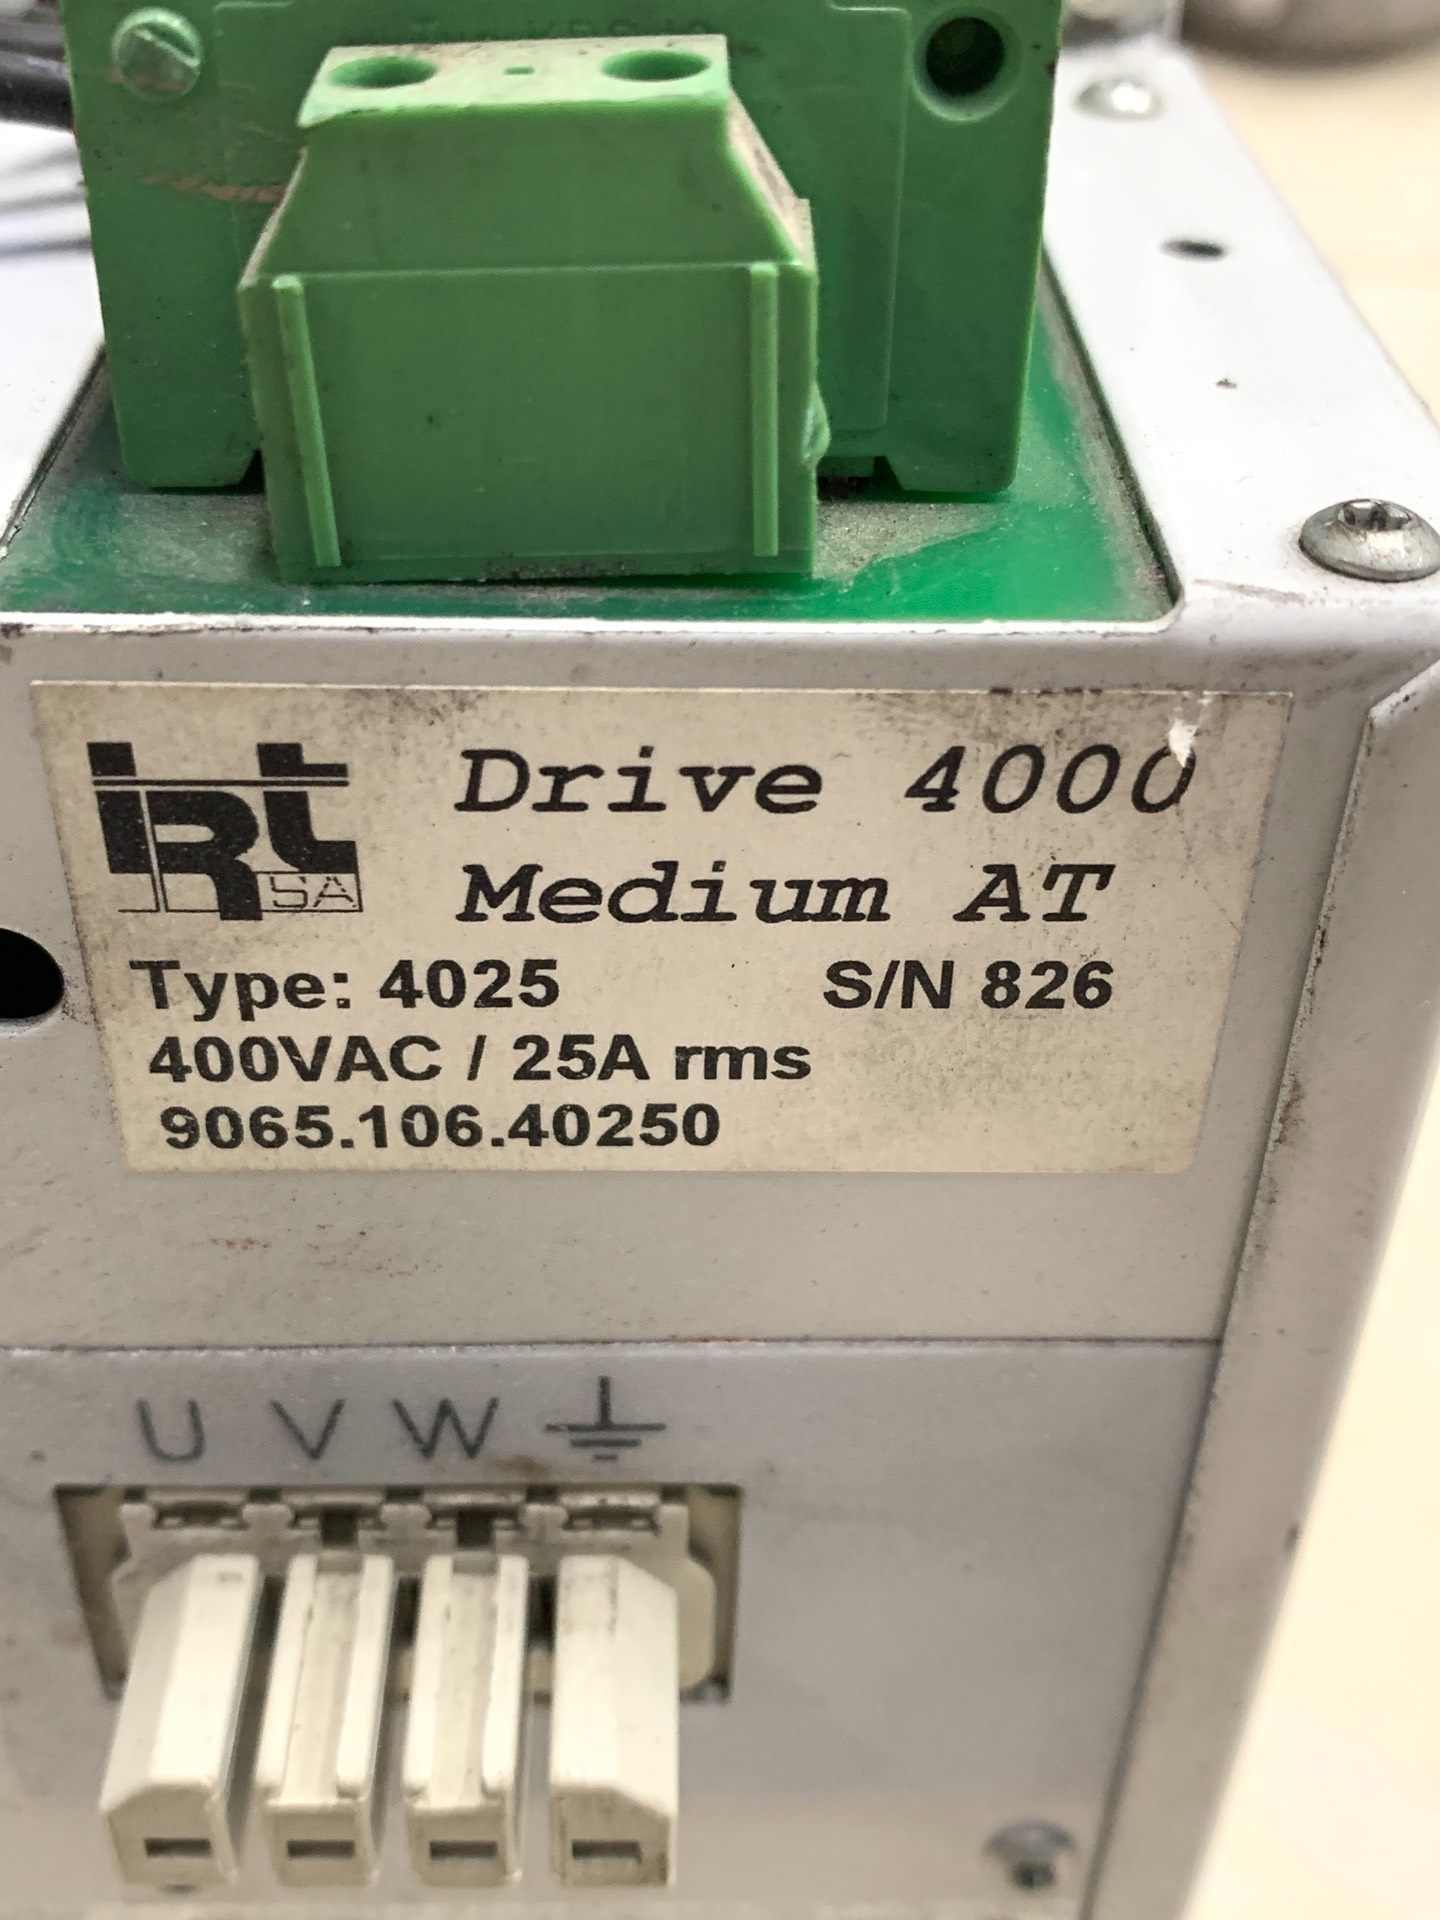 IRt SA
Drive 4000
Medium AT
Type: 4025 S/N 826
400VAC / 25A rms
9065.106.40250
U V W